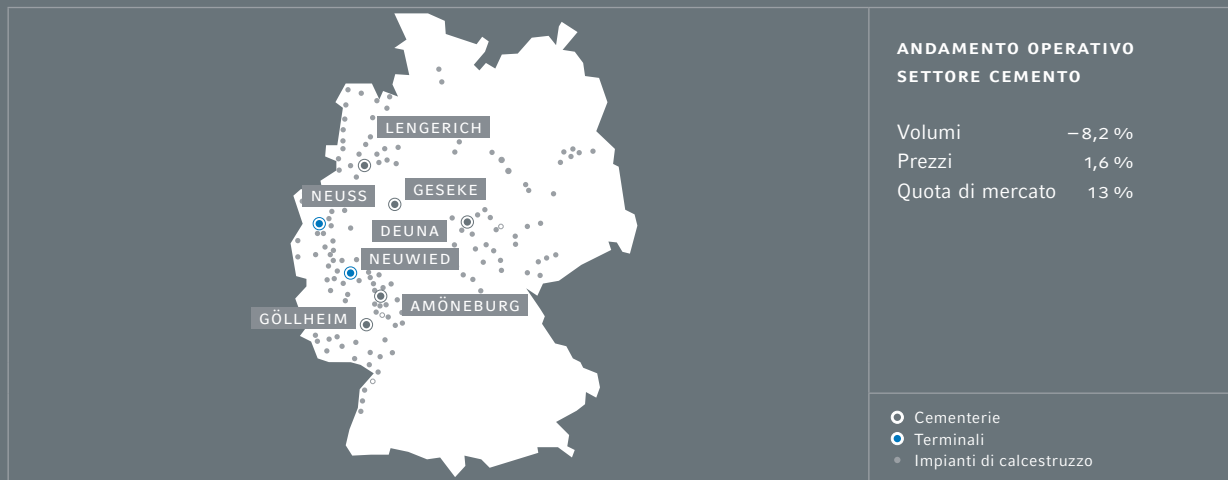 LENGERICH
NEUSS
GESEKE
DEUNA
NEUWIED
AMÖNEBURG
GÖLLHEIM
ANDAMENTO OPERATIVO
SETTORE CEMENTO
Volumi –8,2 %
Prezzi 1,6 %
Quota di mercato 13 %
Cementerie
Terminali
Impianti di calcestruzzo